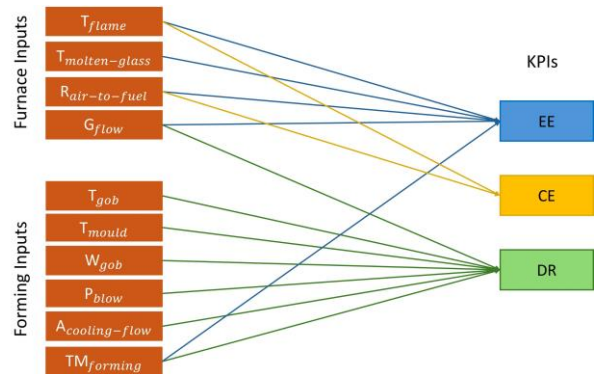 Furnace Inputs
T_flame
T_molten−glass
R_air−to−fuel
G_flow
Forming Inputs
T_gob
T_mould
W_gob
P_blow
A_cooling−flow
TM_forming
KPIs
EE
CE
DR